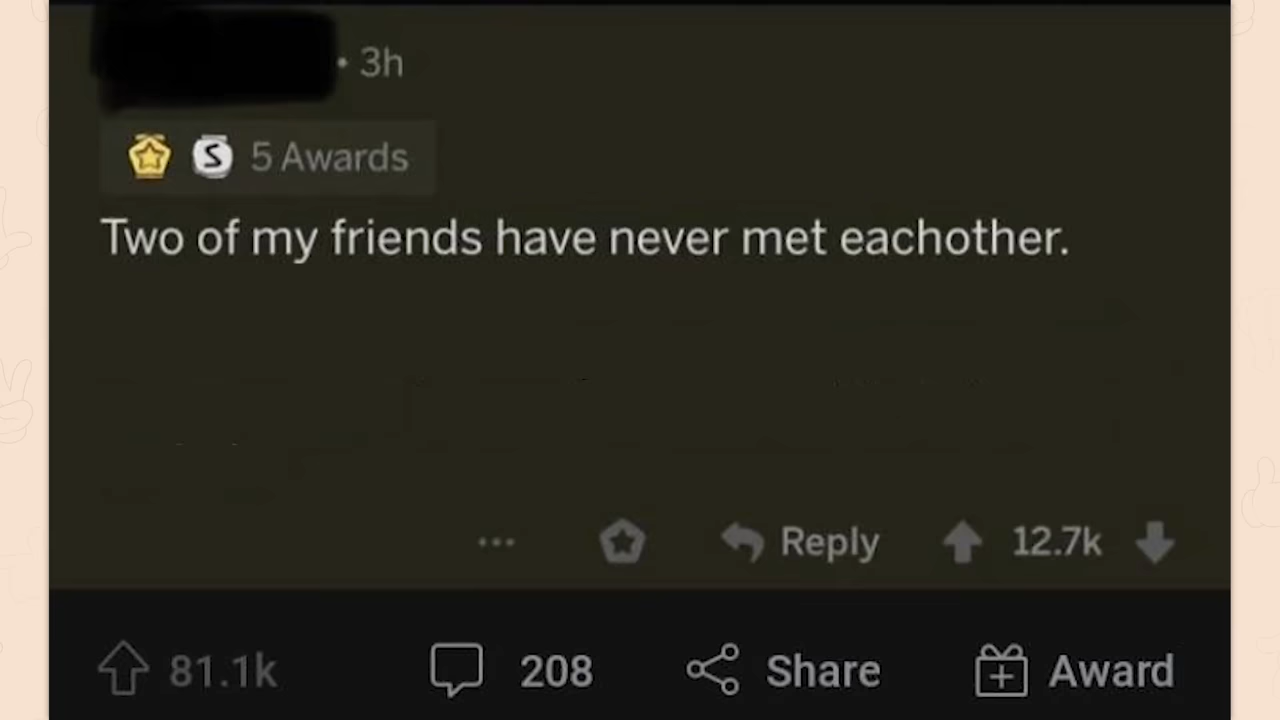 • 3h
S 5 Awards
Two of my friends have never met eachother.
... Reply 12.7k
81.1k 208 Share Award